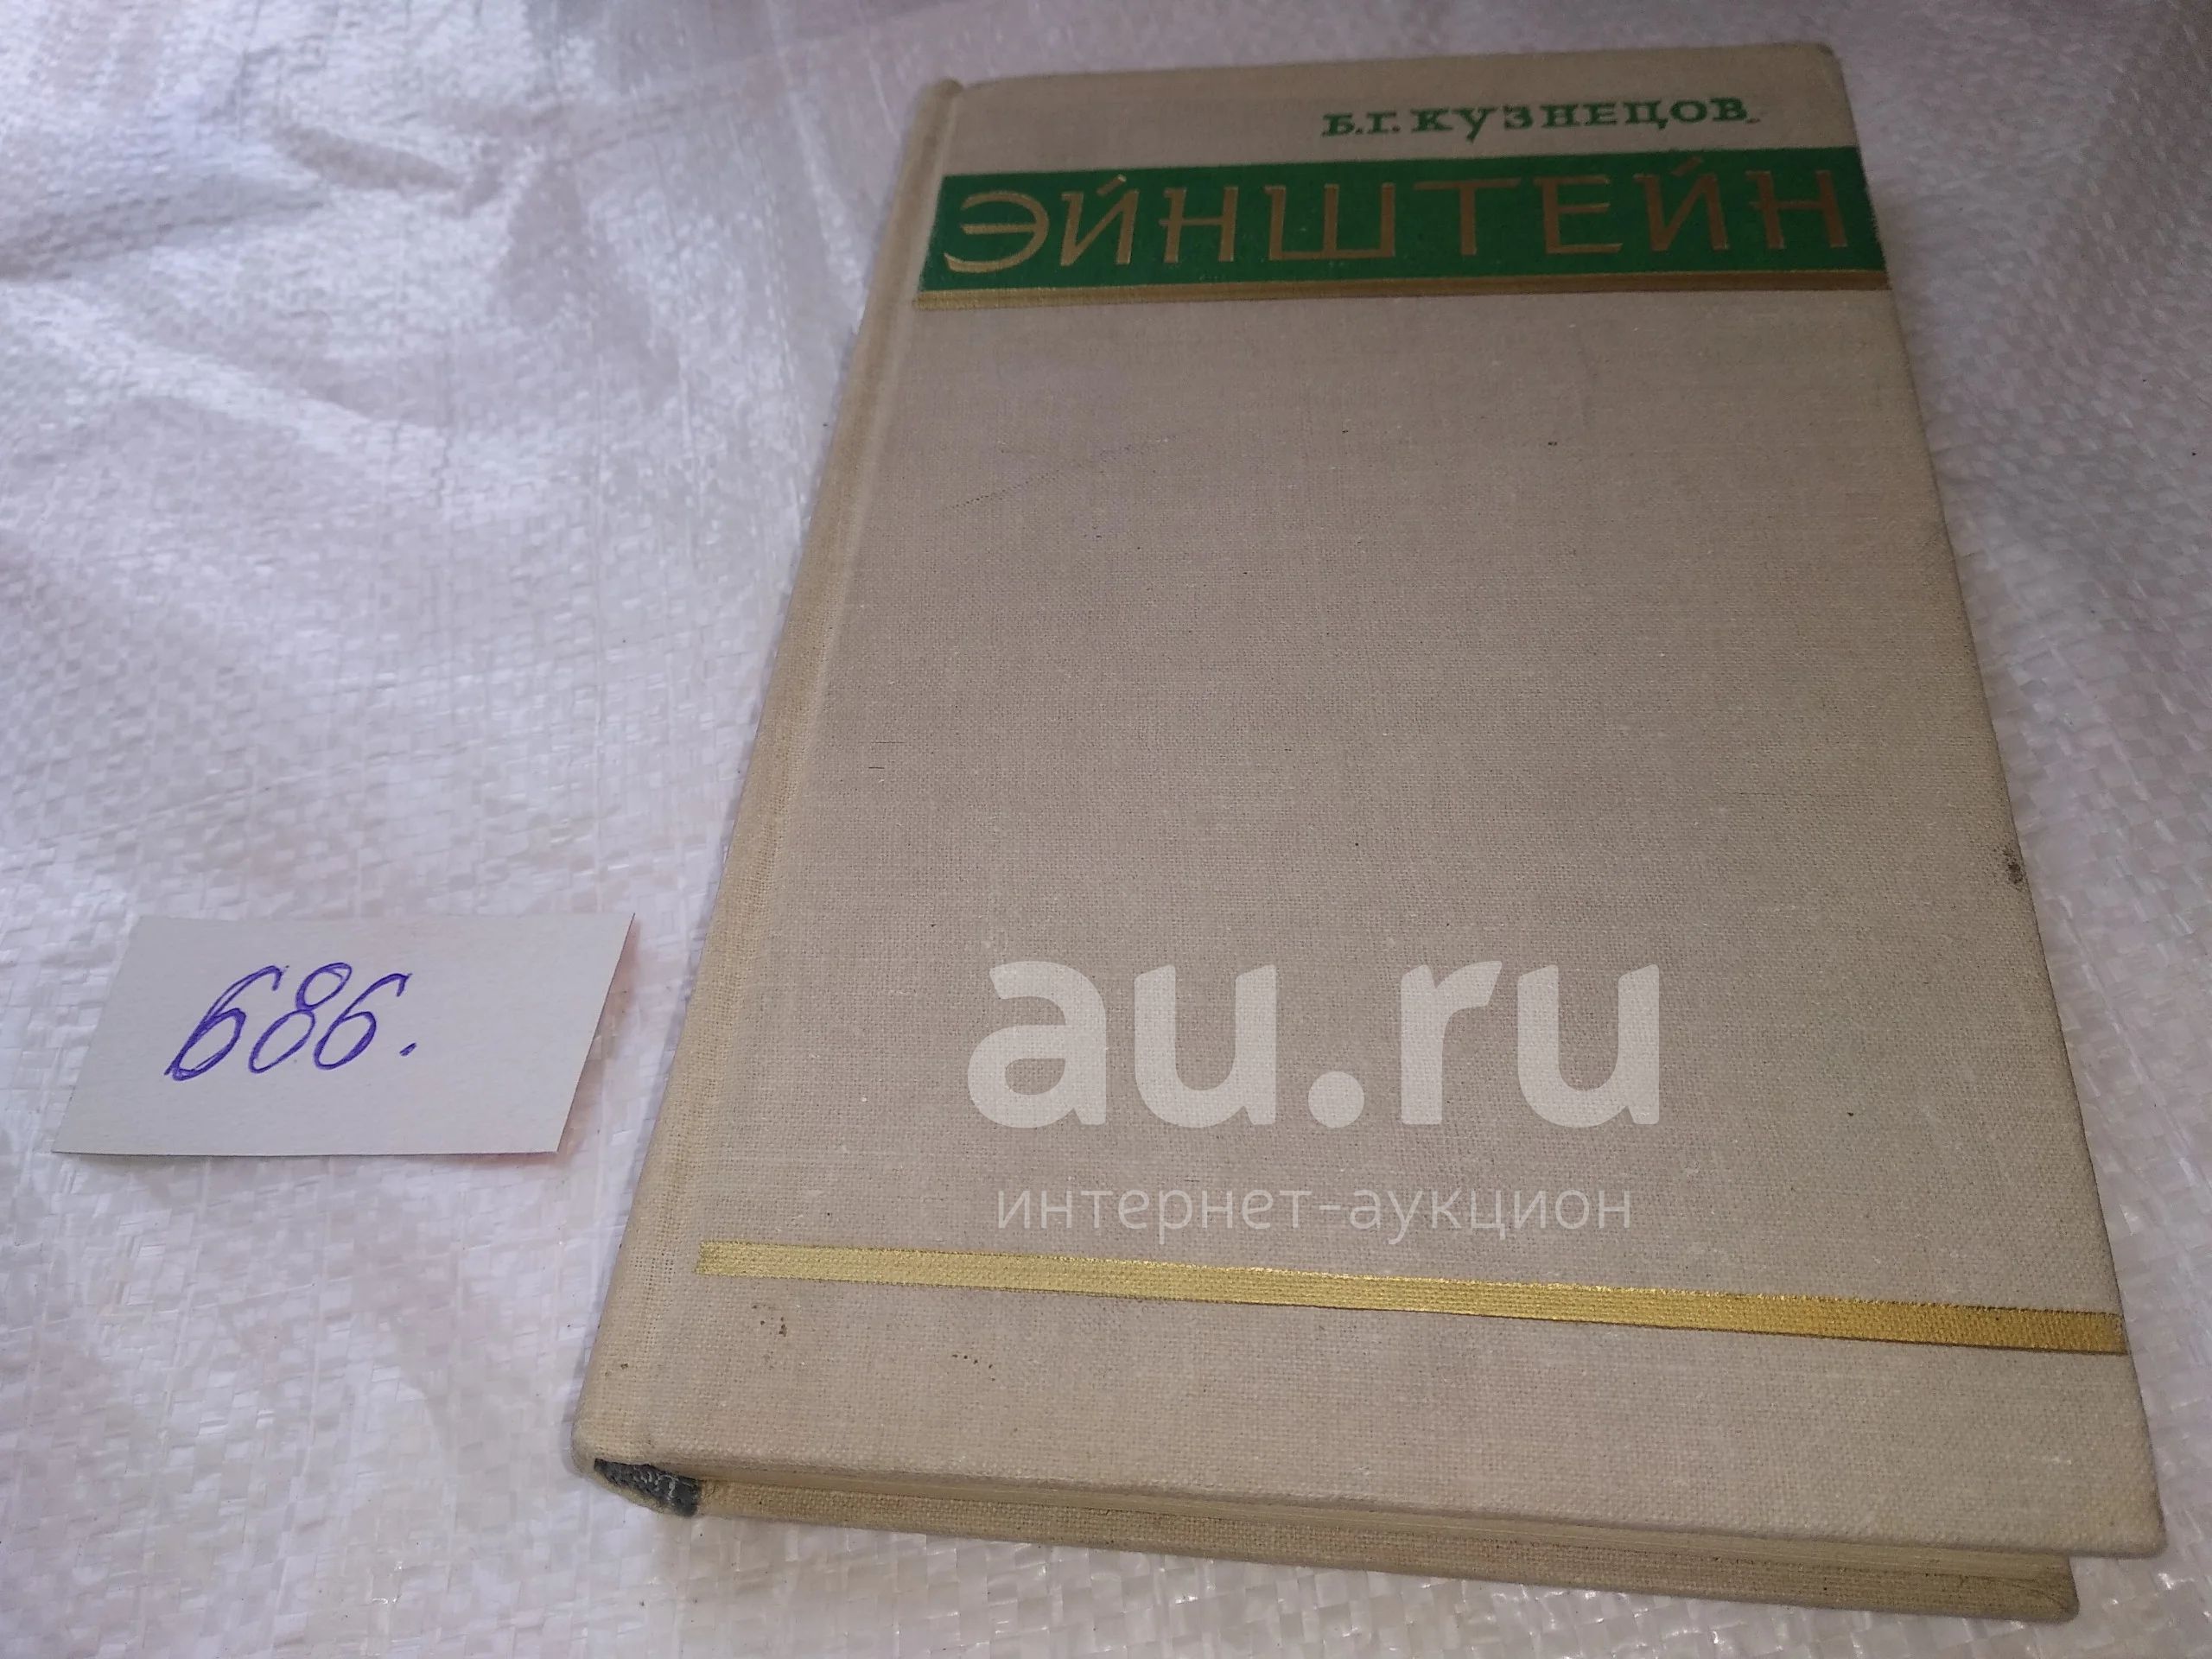 Б.Г. КУЗНЕЦОВ
ЭЙНШТЕЙН
686.
au.ru
интернет-аукцион